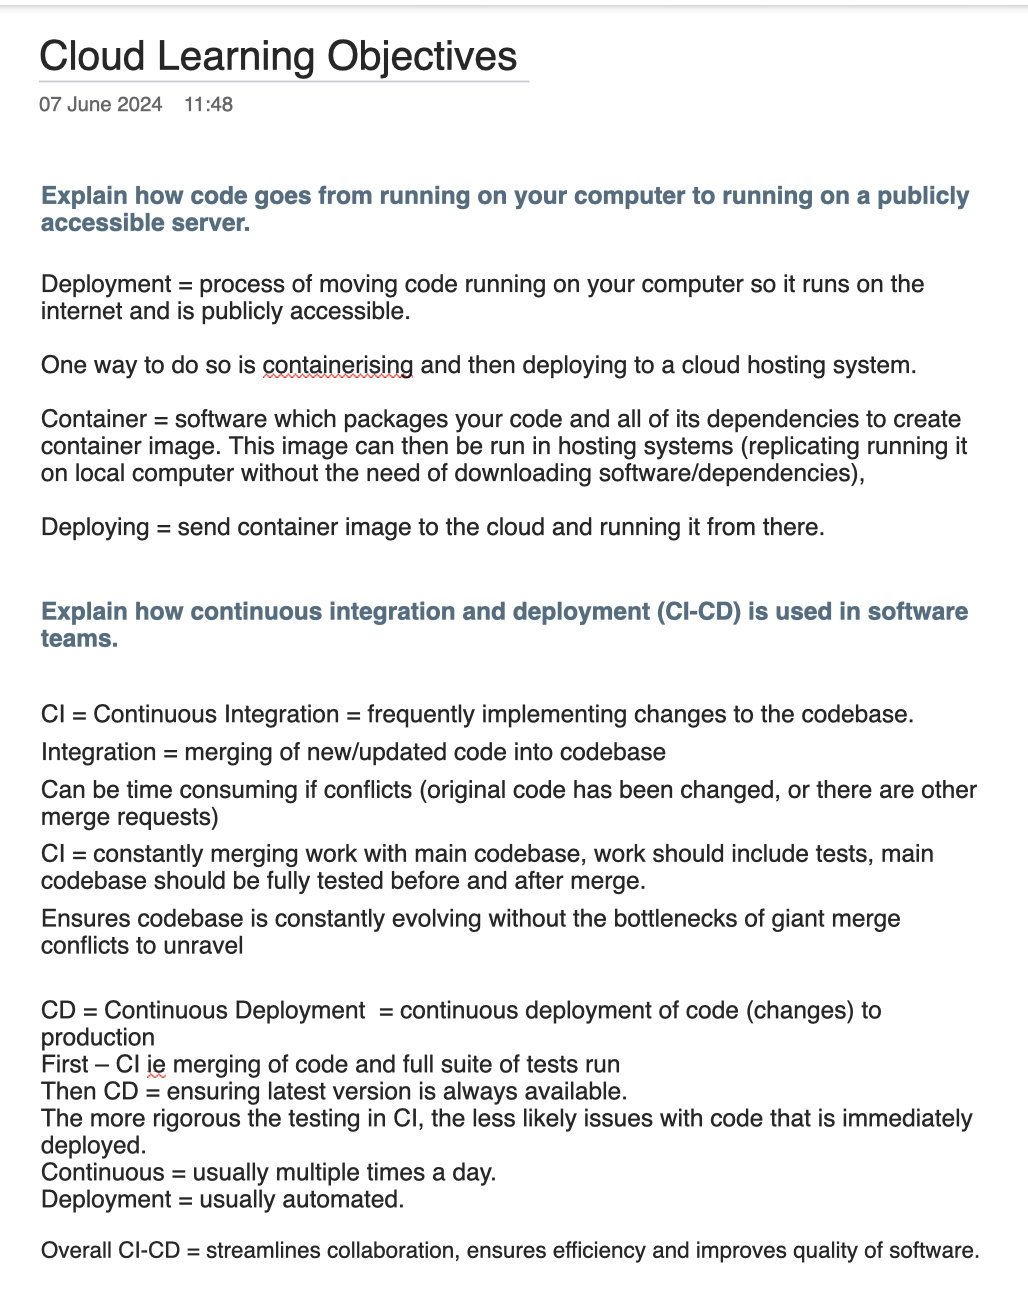 Cloud Learning Objectives
07 June 2024 11:48
Explain how code goes from running on your computer to running on a publicly
accessible server.
Deployment = process of moving code running on your computer so it runs on the
internet and is publicly accessible.
One way to do so is containerising and then deploying to a cloud hosting system.
Container = software which packages your code and all of its dependencies to create
container image. This image can then be run in hosting systems (replicating running it
on local computer without the need of downloading software/dependencies),
Deploying = send container image to the cloud and running it from there.
Explain how continuous integration and deployment (CI-CD) is used in software
teams.
CI = Continuous Integration = frequently implementing changes to the codebase.
Integration = merging of new/updated code into codebase
Can be time consuming if conflicts (original code has been changed, or there are other
merge requests)
CI = constantly merging work with main codebase, work should include tests, main
codebase should be fully tested before and after merge.
Ensures codebase is constantly evolving without the bottlenecks of giant merge
conflicts to unravel
CD = Continuous Deployment  = continuous deployment of code (changes) to
production
First – CI ie merging of code and full suite of tests run
Then CD = ensuring latest version is always available.
The more rigorous the testing in CI, the less likely issues with code that is immediately
deployed.
Continuous = usually multiple times a day.
Deployment = usually automated.
Overall CI-CD = streamlines collaboration, ensures efficiency and improves quality of software.